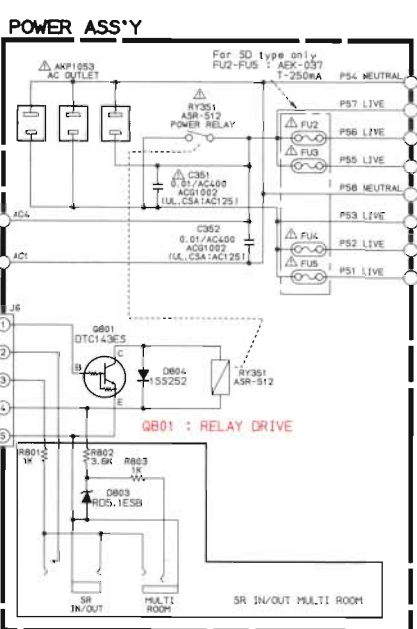 POWER ASS'Y
⚠ AKP1053
AC OUTLET
For SD type only
FU2-FU5 : AEK-037
T-250mA
P54 NEUTRAL
P57 LIVE
⚠
RY351
ASR-512
POWER RELAY
⚠ FU2
P56 LIVE
⚠ FU3
P55 LIVE
⚠ C351
0.01/AC400
ACG1002
(UL,CSA:AC125)
P58 NEUTRAL
AC4
P53 LIVE
C352
0.01/AC400
ACG1002
(UL,CSA:AC125)
⚠ FU4
P52 LIVE
AC1
⚠ FU5
P51 LIVE
J6
1
Q801
DTC143ES
C
2
B
D804
1SS252
RY351
ASR-512
3
4
E
Q801 : RELAY DRIVE
5
R801
1K
R802
3.6K
R803
1K
D803
RD5.1ESB
SR
IN/OUT
MULTI
ROOM
SR IN/OUT MULTI ROOM